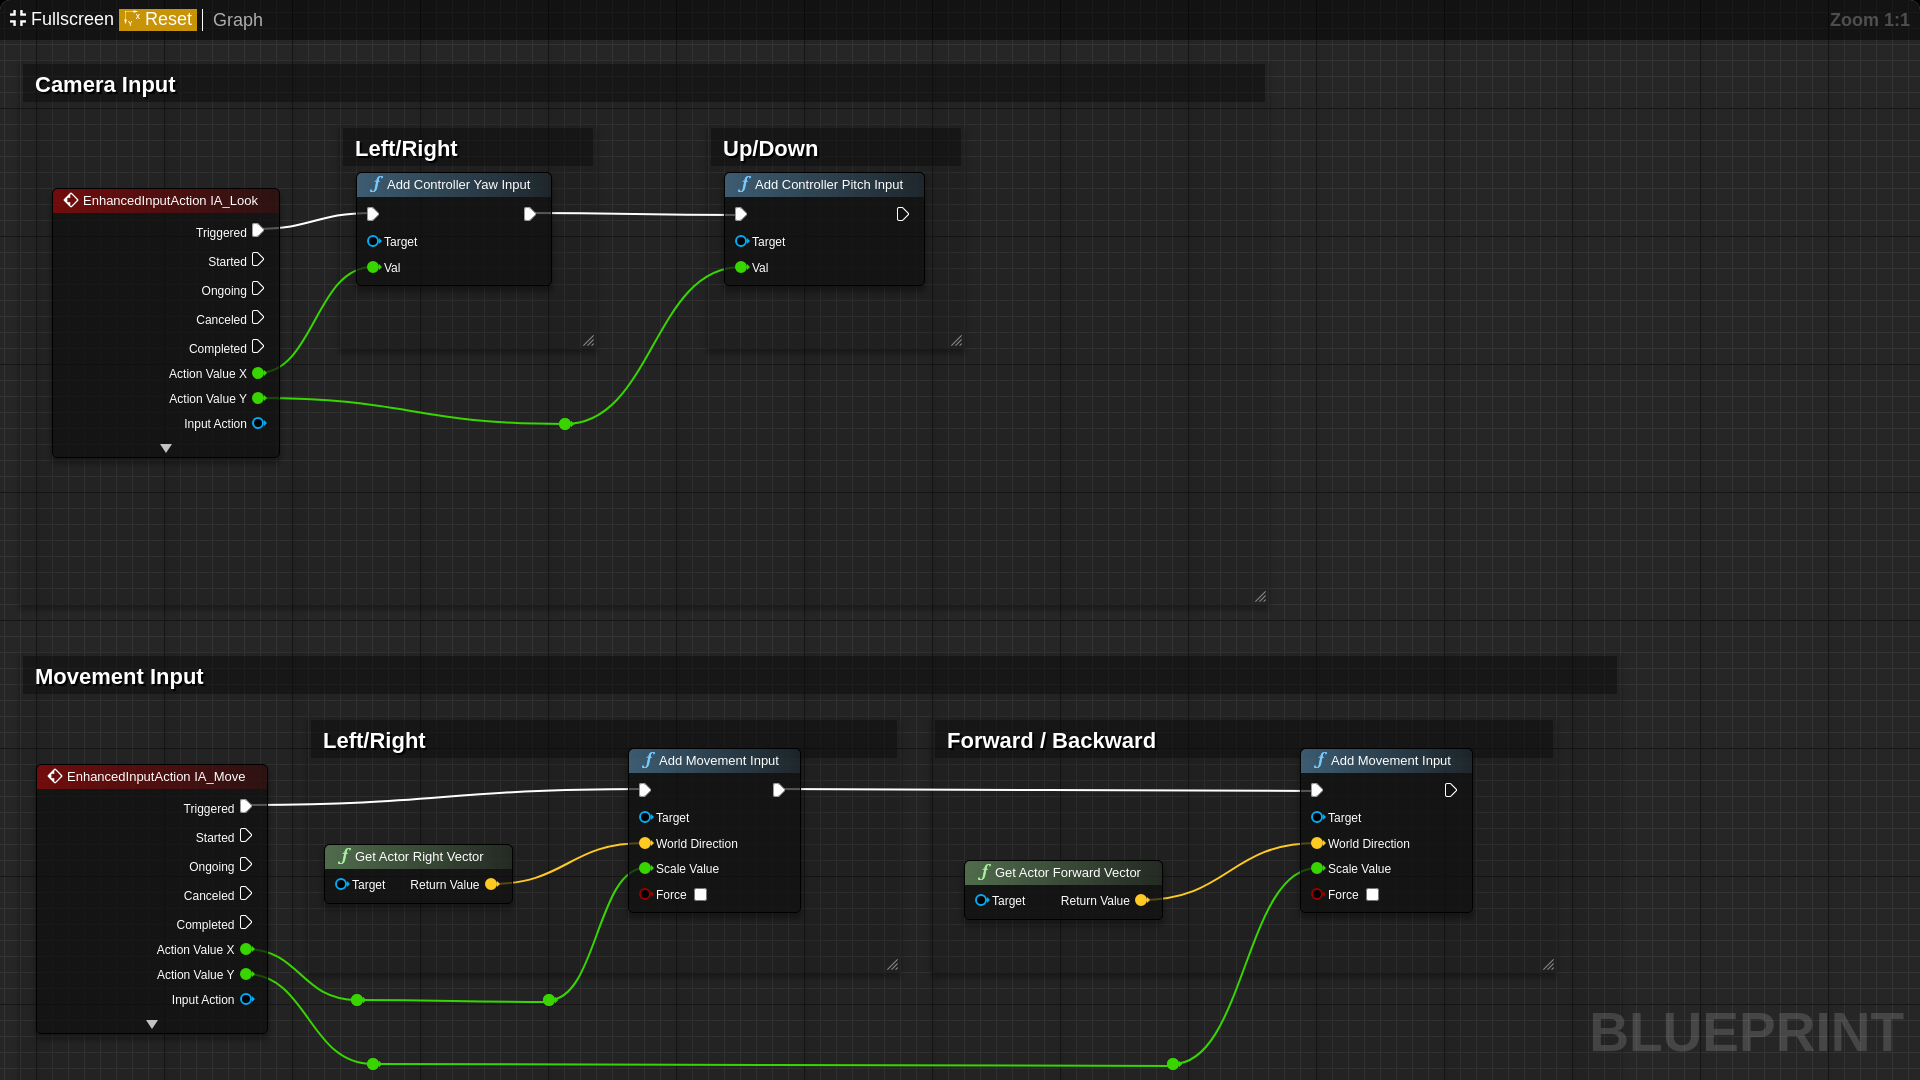 Fullscreen Reset Graph Zoom 1:1
Camera Input
Left/Right
Up/Down
EnhancedInputAction IA_Look
Triggered
Started
Ongoing
Canceled
Completed
Action Value X
Action Value Y
Input Action
Add Controller Yaw Input
Target
Val
Add Controller Pitch Input
Target
Val
Movement Input
Left/Right
Forward / Backward
EnhancedInputAction IA_Move
Triggered
Started
Ongoing
Canceled
Completed
Action Value X
Action Value Y
Input Action
Get Actor Right Vector
Target Return Value
Add Movement Input
Target
World Direction
Scale Value
Force
Get Actor Forward Vector
Target Return Value
Add Movement Input
Target
World Direction
Scale Value
Force
BLUEPRINT